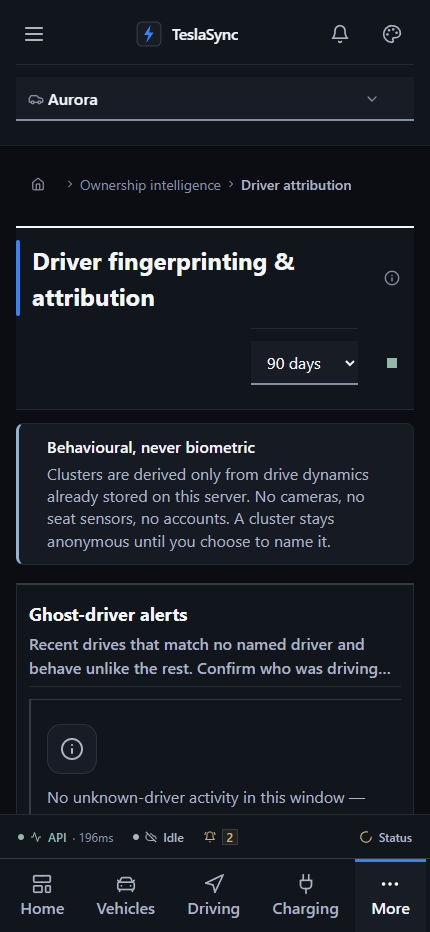 TeslaSync
Aurora
Ownership intelligence
Driver attribution
Driver fingerprinting &
attribution
90 days
Behavioural, never biometric
Clusters are derived only from drive dynamics
already stored on this server. No cameras, no
seat sensors, no accounts. A cluster stays
anonymous until you choose to name it.
Ghost-driver alerts
Recent drives that match no named driver and
behave unlike the rest. Confirm who was driving...
No unknown-driver activity in this window —
API · 196ms
Idle
2
Status
Home
Vehicles
Driving
Charging
More